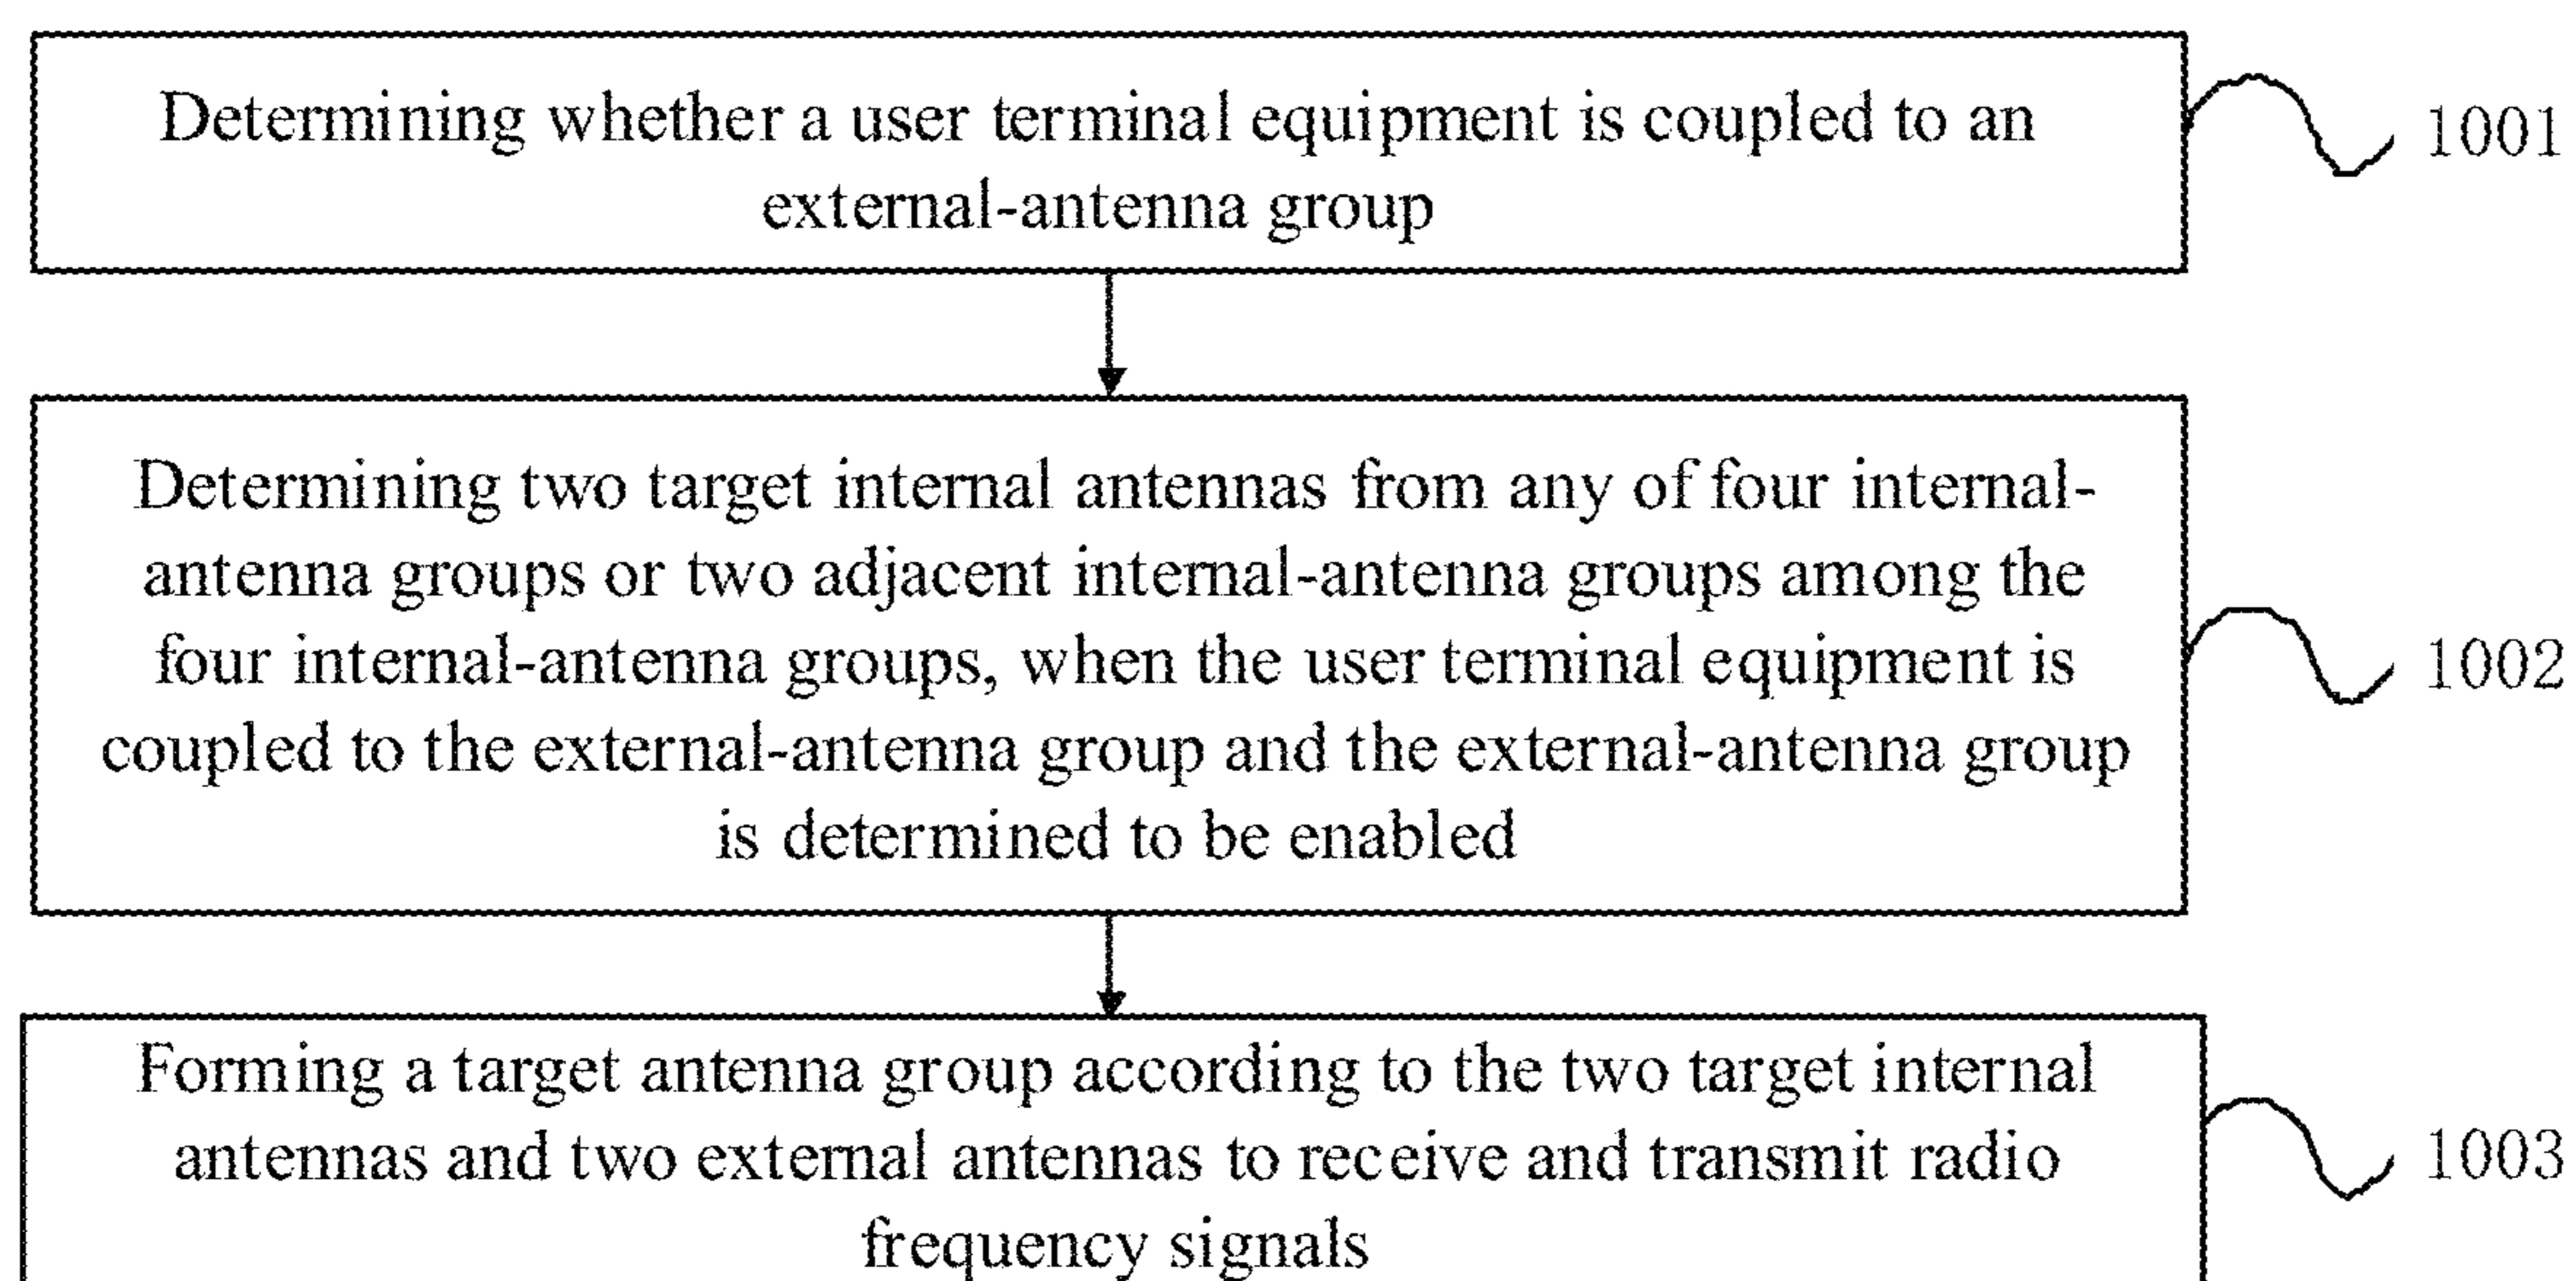 Determining whether a user terminal equipment is coupled to an
external-antenna group
1001
Determining two target internal antennas from any of four internal-
antenna groups or two adjacent internal-antenna groups among the
four internal-antenna groups, when the user terminal equipment is
coupled to the external-antenna group and the external-antenna group
is determined to be enabled
1002
Forming a target antenna group according to the two target internal
antennas and two external antennas to receive and transmit radio
frequency signals
1003